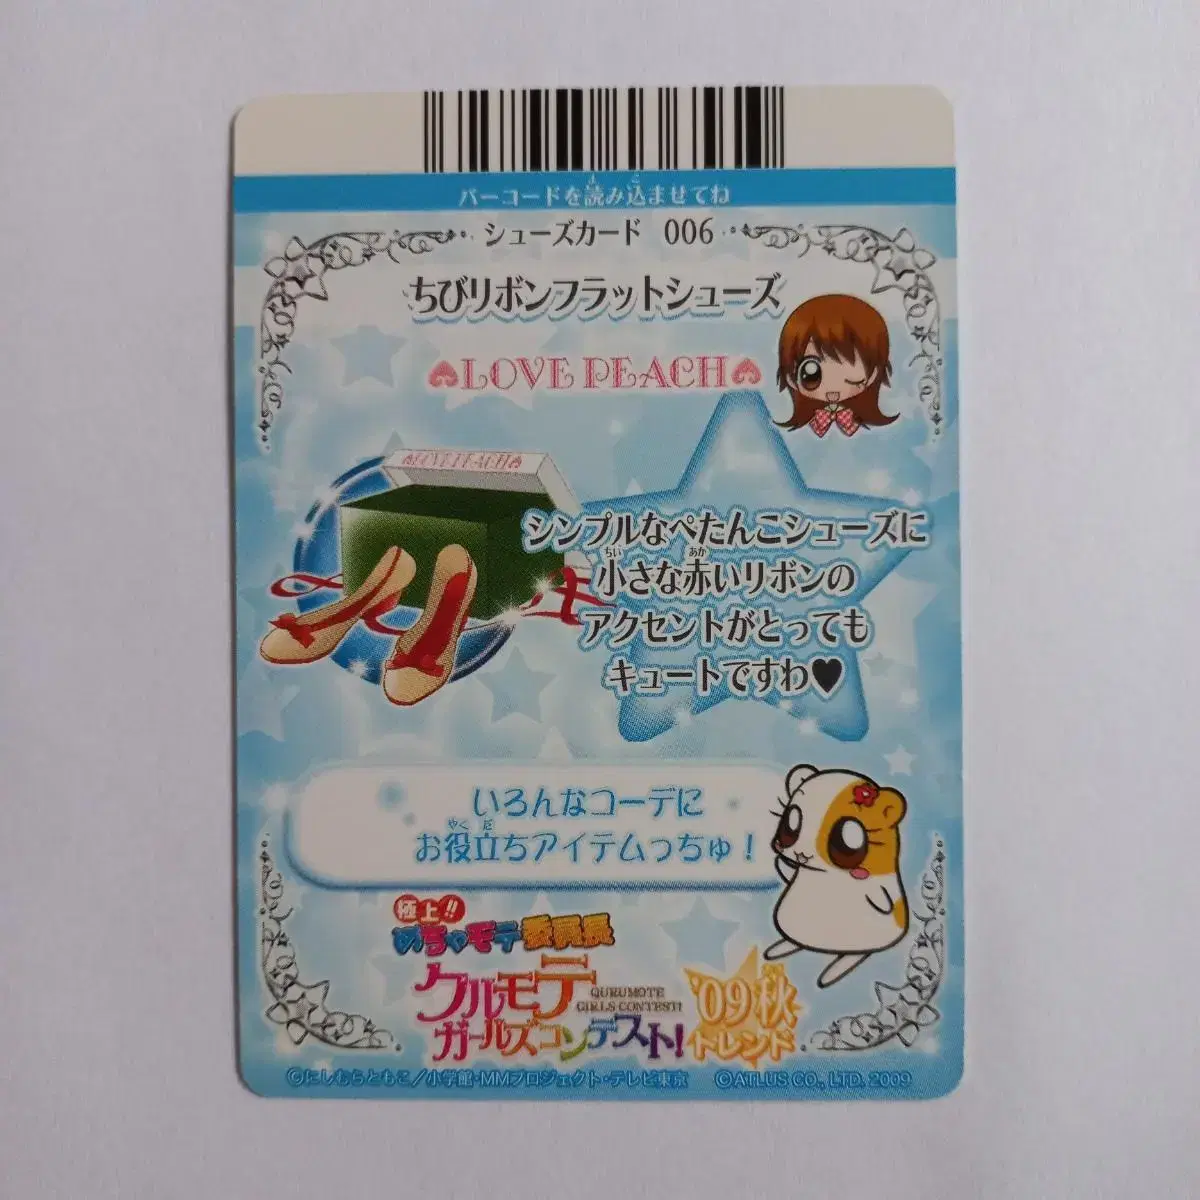 バーコードを読み込ませてね
シューズカード 006
ちびリボンフラットシューズ
LOVE PEACH
LOVE PEACH
シンプルなぺたんこシューズに
小さな赤いリボンの
アクセントがとっても
キュートですわ♥
いろんなコーデに
お役立ちアイテムっちゅ!
極上!!
めちゃモテ委員長
クルモテ
QURUMOTE
GIRLS CONTEST!
ガールズコンテスト!
'09秋
トレンド
©にしむらともこ/小学館・MMプロジェクト・テレビ東京 ©ATLUS CO., LTD. 2009